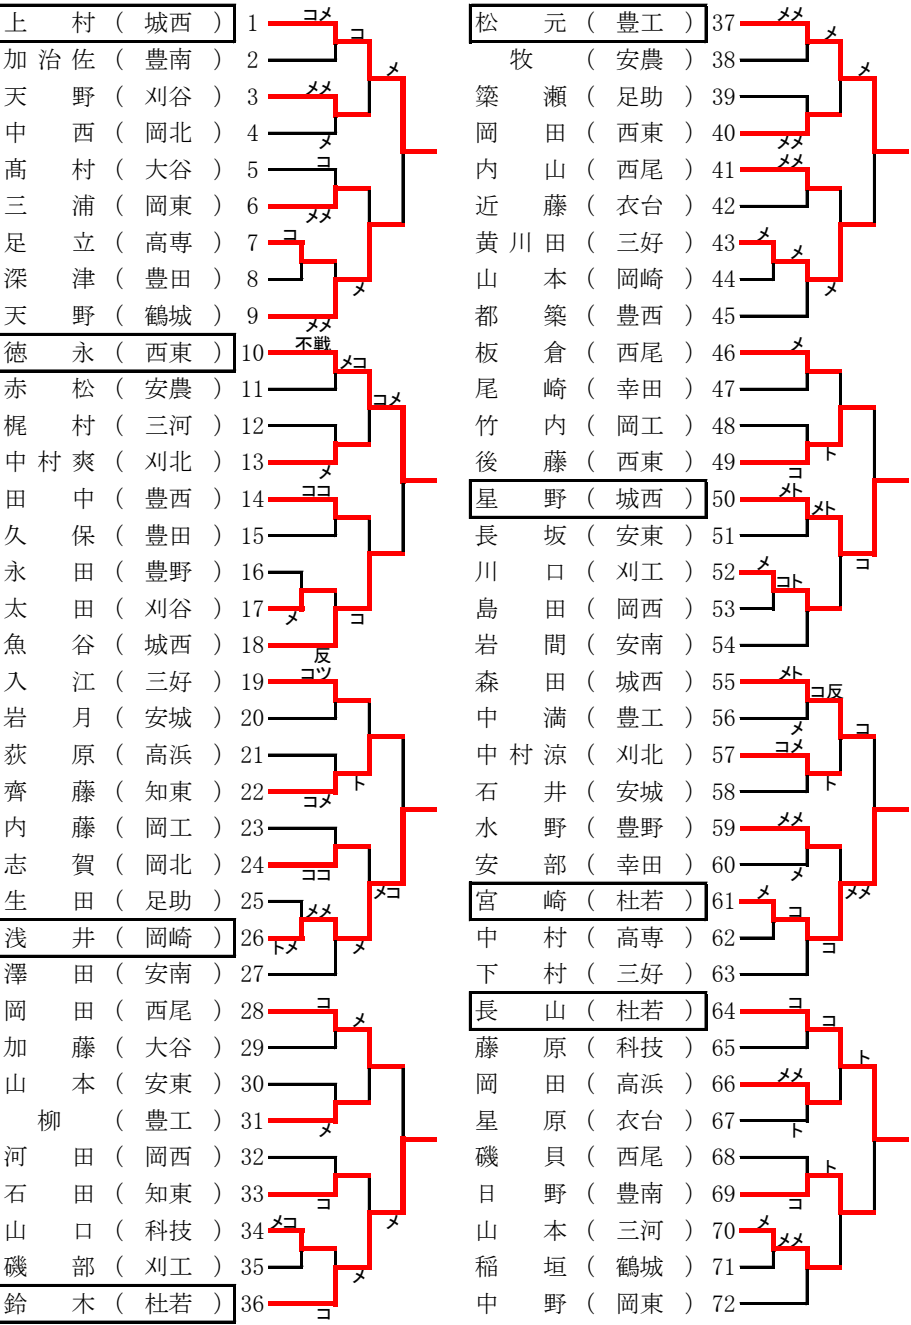 上村（城西）1
加治佐（豊南）2
天野（刈谷）3
中西（岡北）4
髙村（大谷）5
三浦（岡東）6
足立（高専）7
深津（豊田）8
天野（鶴城）9
徳永（西東）10
赤松（安農）11
梶村（三河）12
中村爽（刈北）13
田中（豊西）14
久保（豊田）15
永田（豊野）16
太田（刈谷）17
魚谷（城西）18
入江（三好）19
岩月（安城）20
荻原（高浜）21
齊藤（知東）22
内藤（岡工）23
志賀（岡北）24
生田（足助）25
浅井（岡崎）26
澤田（安南）27
岡田（西尾）28
加藤（大谷）29
山本（安東）30
柳（豊工）31
河田（岡西）32
石田（知東）33
山口（科技）34
磯部（刈工）35
鈴木（杜若）36
コメ
コ
メ
メメ
メ
コ
メメ
コ
メ
メメ
不戦
メコ
コメ
メ
ココ
メ
コ
反
コツ
ト
コメ
ココ
メコ
メメ
トメ
メ
コ
メ
メ
コ
メ
メコ
メ
コ
松元（豊工）37
牧（安農）38
簗瀬（足助）39
岡田（西東）40
内山（西尾）41
近藤（衣台）42
黄川田（三好）43
山本（岡崎）44
都築（豊西）45
板倉（西尾）46
尾崎（幸田）47
竹内（岡工）48
後藤（西東）49
星野（城西）50
長坂（安東）51
川口（刈工）52
島田（岡西）53
岩間（安南）54
森田（城西）55
中満（豊工）56
中村涼（刈北）57
石井（安城）58
水野（豊野）59
安部（幸田）60
宮崎（杜若）61
中村（高専）62
下村（三好）63
長山（杜若）64
藤原（科技）65
岡田（高浜）66
星原（衣台）67
磯貝（西尾）68
日野（豊南）69
山本（三河）70
稲垣（鶴城）71
中野（岡東）72
メメ
メ
メ
メメ
メメ
メ
メ
メ
メ
ト
コ
メト
メト
コ
メ
コト
メト
コ反
メ
コ
コメ
ト
メメ
メ
メメ
メ
コ
コ
コ
コ
ト
メメ
ト
ト
コ
メ
メメ